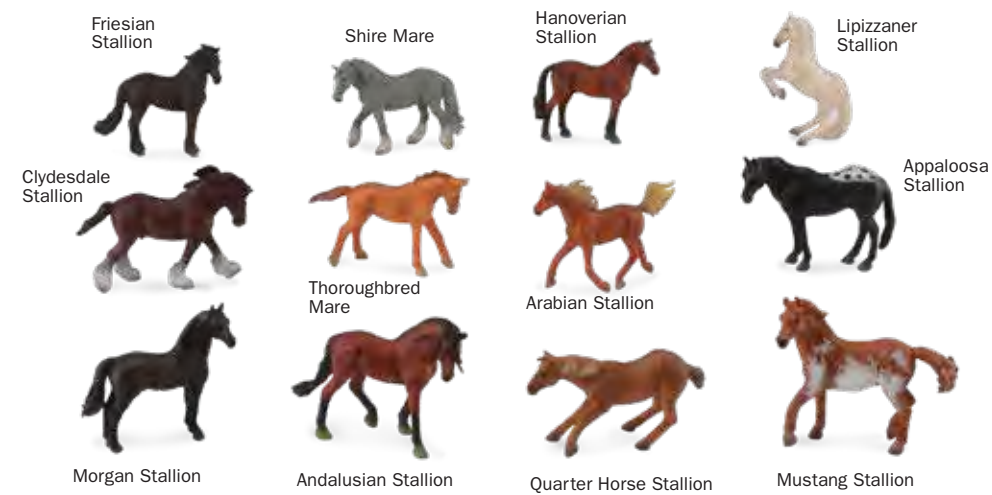 Friesian
Stallion
Shire Mare
Hanoverian
Stallion
Lipizzaner
Stallion
Clydesdale
Stallion
Thoroughbred
Mare
Arabian Stallion
Appaloosa
Stallion
Morgan Stallion
Andalusian Stallion
Quarter Horse Stallion
Mustang Stallion